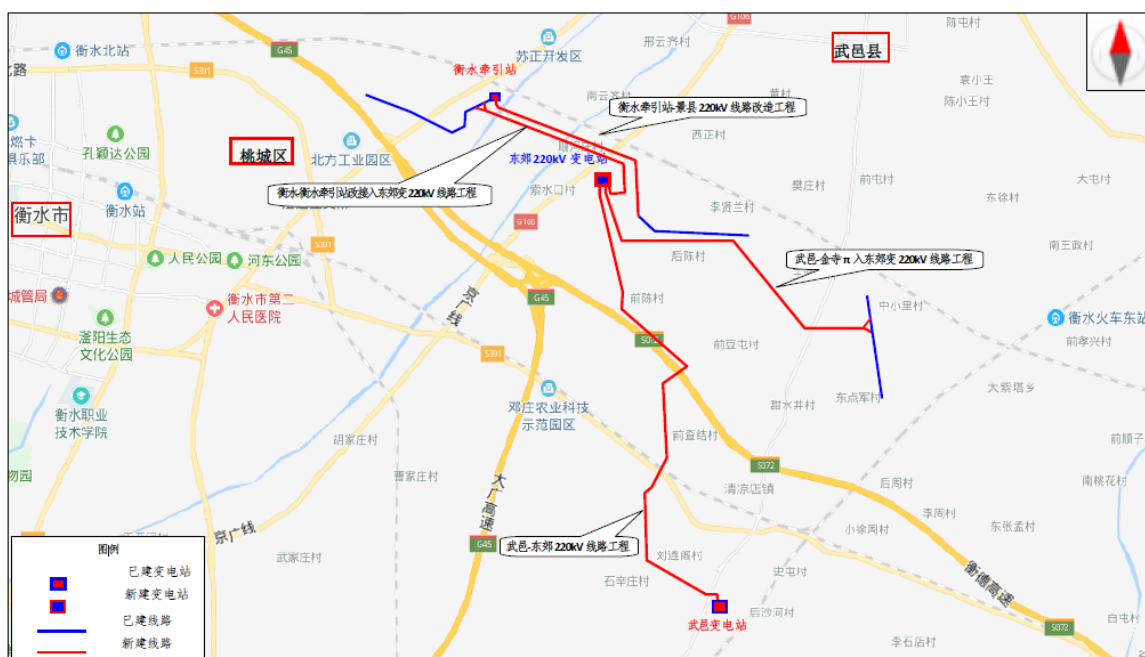 G106
陈屯村
衡水北站
G45
苏正开发区
邢云齐村
武邑县
北路
S391
衡水牵引站
袁小王
陈小王村
南云齐村
黄村
衡水牵引站-景县220kV线路改造工程
西正村
燃卡
俱乐部
孔颖达公园
桃城区
北方工业园区
东郊220kV变电站
樊庄村
前屯村
大屯村
衡水-衡水牵引站改接入东郊变220kV线路工程
索水口村
李贤兰村
东徐村
衡水市
衡水站
G106
S391
后陈村
南王政村
人民公园
河东公园
武邑-金寺π入东郊变220kV线路工程
城管局
衡水市第二
人民医院
京广线
G45
前陈村
中小里村
滏阳生态
文化公园
S072
前豆屯村
衡水火车东站
前孝兴村
S391
衡水职业
技术学院
邓庄农业科技
示范园区
甜水井村
东点军村
大紫塔乡
胡家庄村
前查结村
前顺子
物园
曹家庄村
大广高速
S072
清凉店镇
后周村
南桃花村
李周村
京广线
小徐周村
东张孟村
图例
G45
武邑-东郊220kV线路工程
武家庄村
刘连阁村
衡德高速
已建变电站
石辛庄村
史屯村
新建变电站
武邑变电站
后沙河村
白屯村
已建线路
S072
新建线路
李石店村